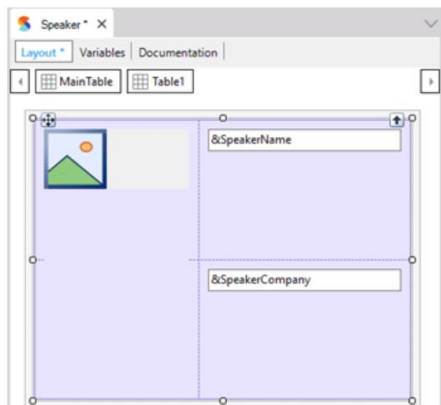 Speaker *
Layout * Variables Documentation
MainTable Table1
&SpeakerName
&SpeakerCompany